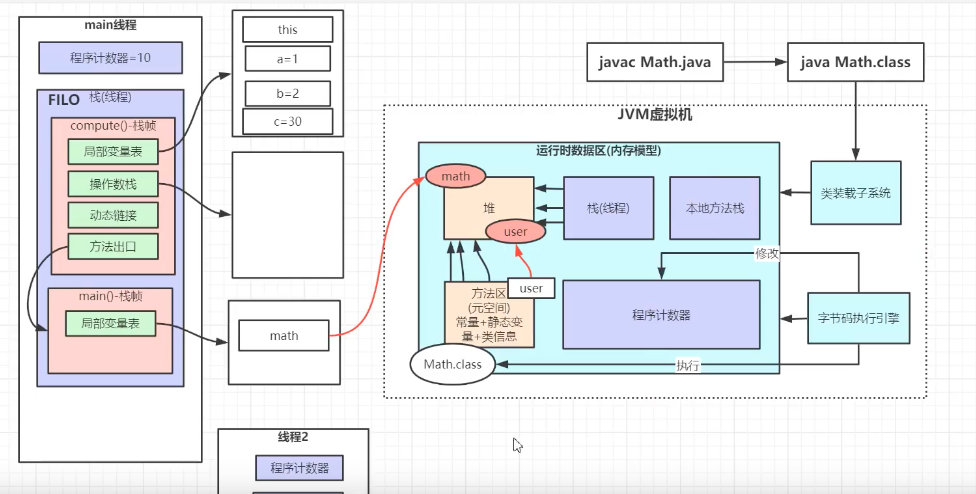 main线程
程序计数器=10
FILO
栈(线程)
compute()-栈帧
局部变量表
操作数栈
动态链接
方法出口
main()-栈帧
局部变量表
this
a=1
b=2
c=30
math
线程2
程序计数器
javac Math.java
java Math.class
JVM虚拟机
运行时数据区(内存模型)
math
堆
user
栈(线程)
本地方法栈
类装载子系统
修改
方法区
(元空间)
常量+静态变
量+类信息
user
程序计数器
字节码执行引擎
Math.class
执行